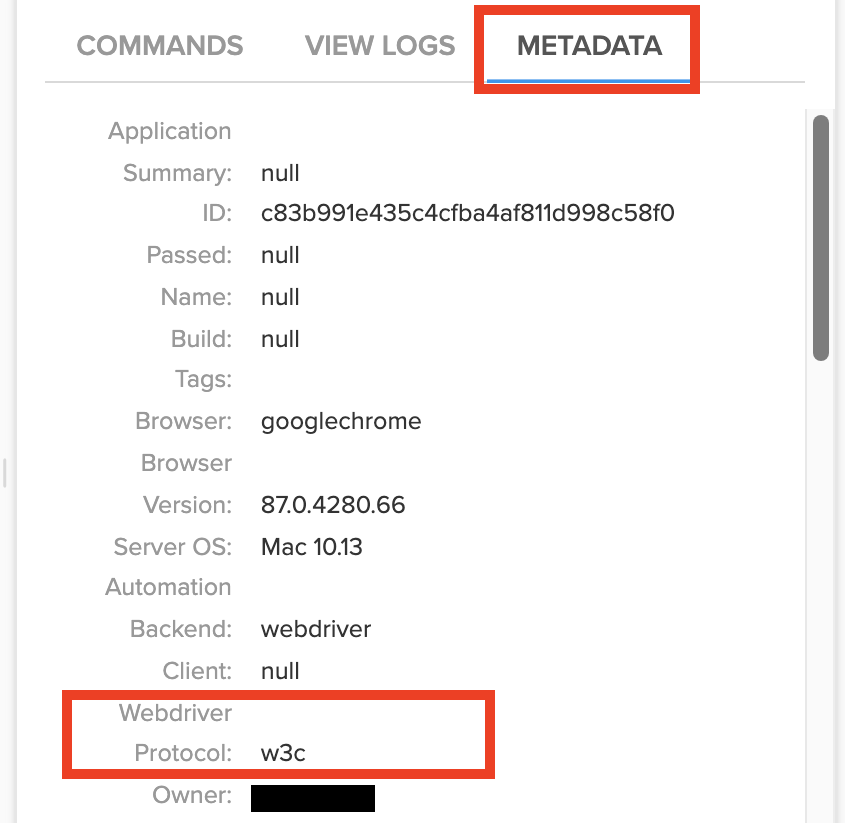 COMMANDS VIEW LOGS METADATA
Application
Summary: null
ID: c83b991e435c4cfba4af811d998c58f0
Passed: null
Name: null
Build: null
Tags:
Browser: googlechrome
Browser
Version: 87.0.4280.66
Server OS: Mac 10.13
Automation
Backend: webdriver
Client: null
Webdriver
Protocol: w3c
Owner: